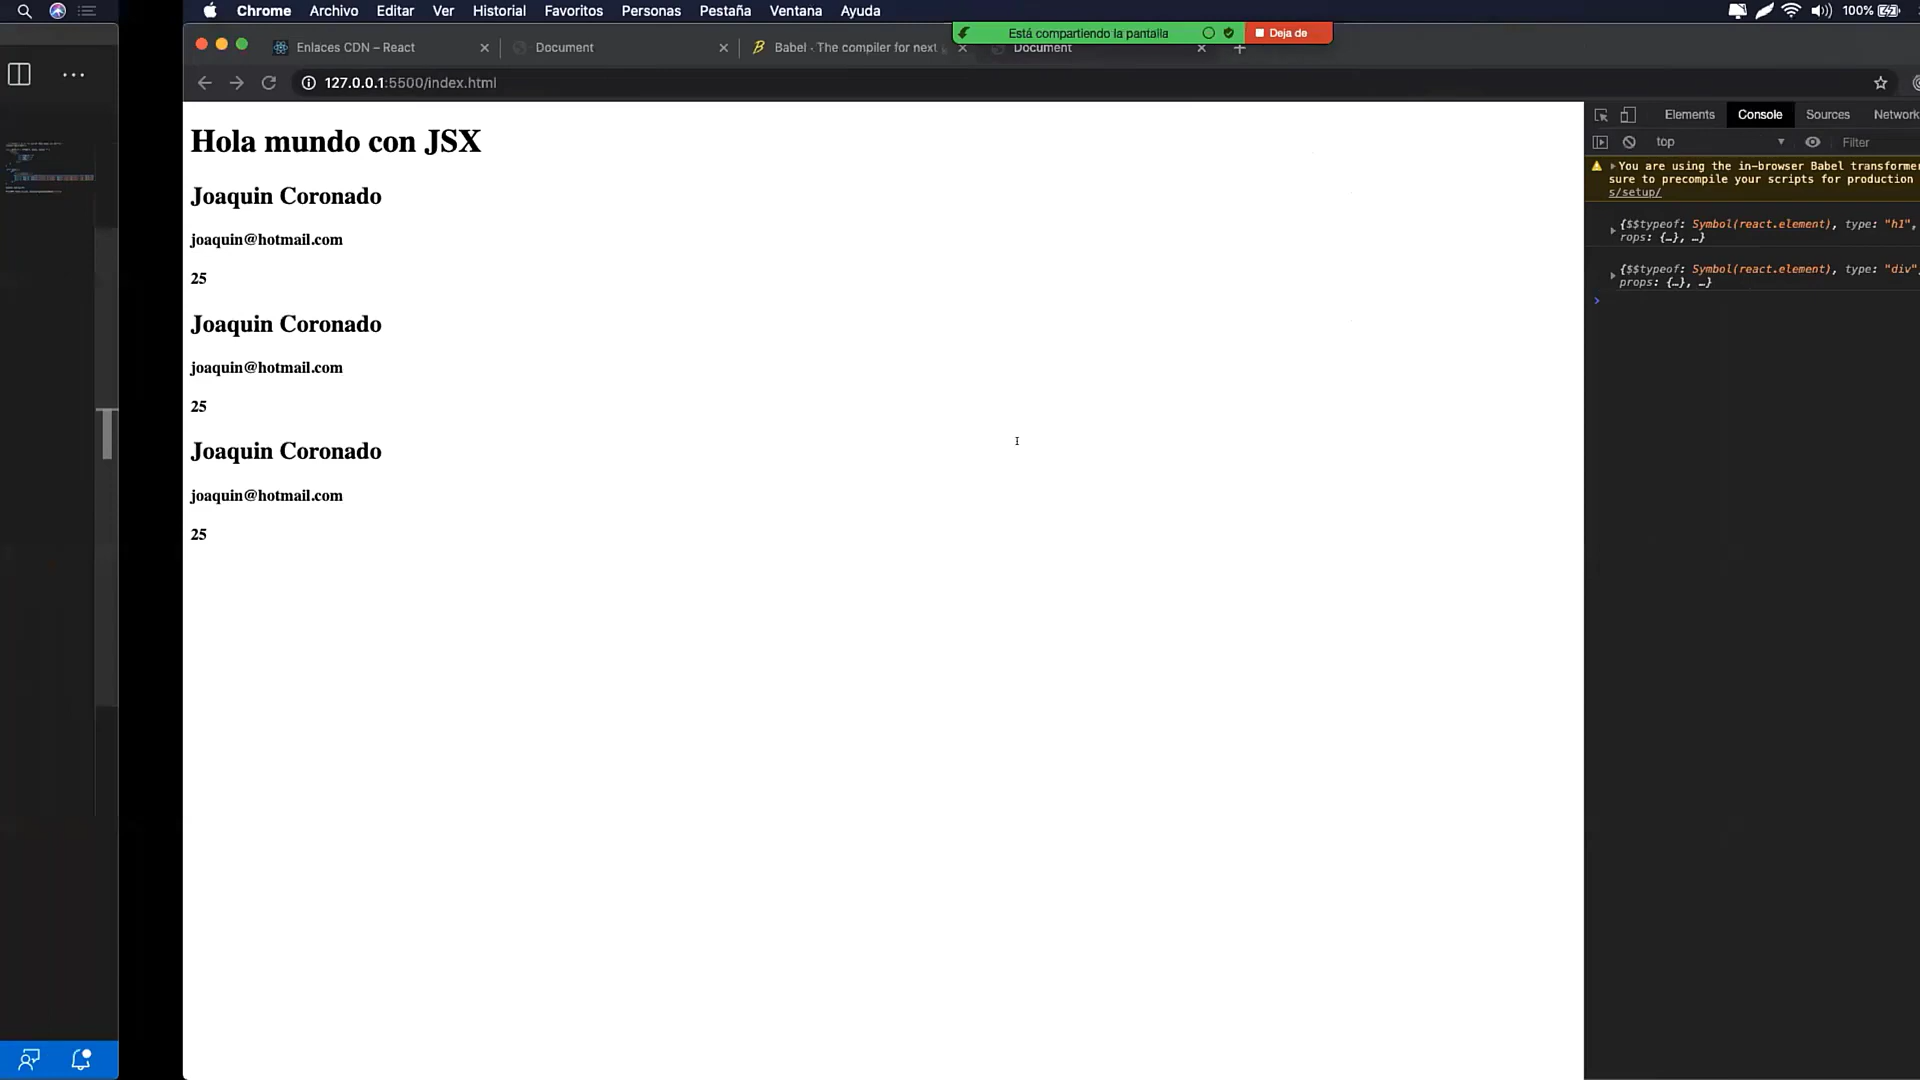 Chrome Archivo Editar Ver Historial Favoritos Personas Pestaña Ventana Ayuda
100%
Está compartiendo la pantalla
Deja de
Enlaces CDN – React
Document
Babel · The compiler for next
Document
127.0.0.1:5500/index.html
Hola mundo con JSX
Joaquin Coronado
joaquin@hotmail.com
25
Joaquin Coronado
joaquin@hotmail.com
25
Joaquin Coronado
joaquin@hotmail.com
25
Elements Console Sources Network
top
Filter
You are using the in-browser Babel transformer
sure to precompile your scripts for production
s/setup/
{$$typeof: Symbol(react.element), type: "h1",
rops: {…}, …}
{$$typeof: Symbol(react.element), type: "div",
props: {…}, …}